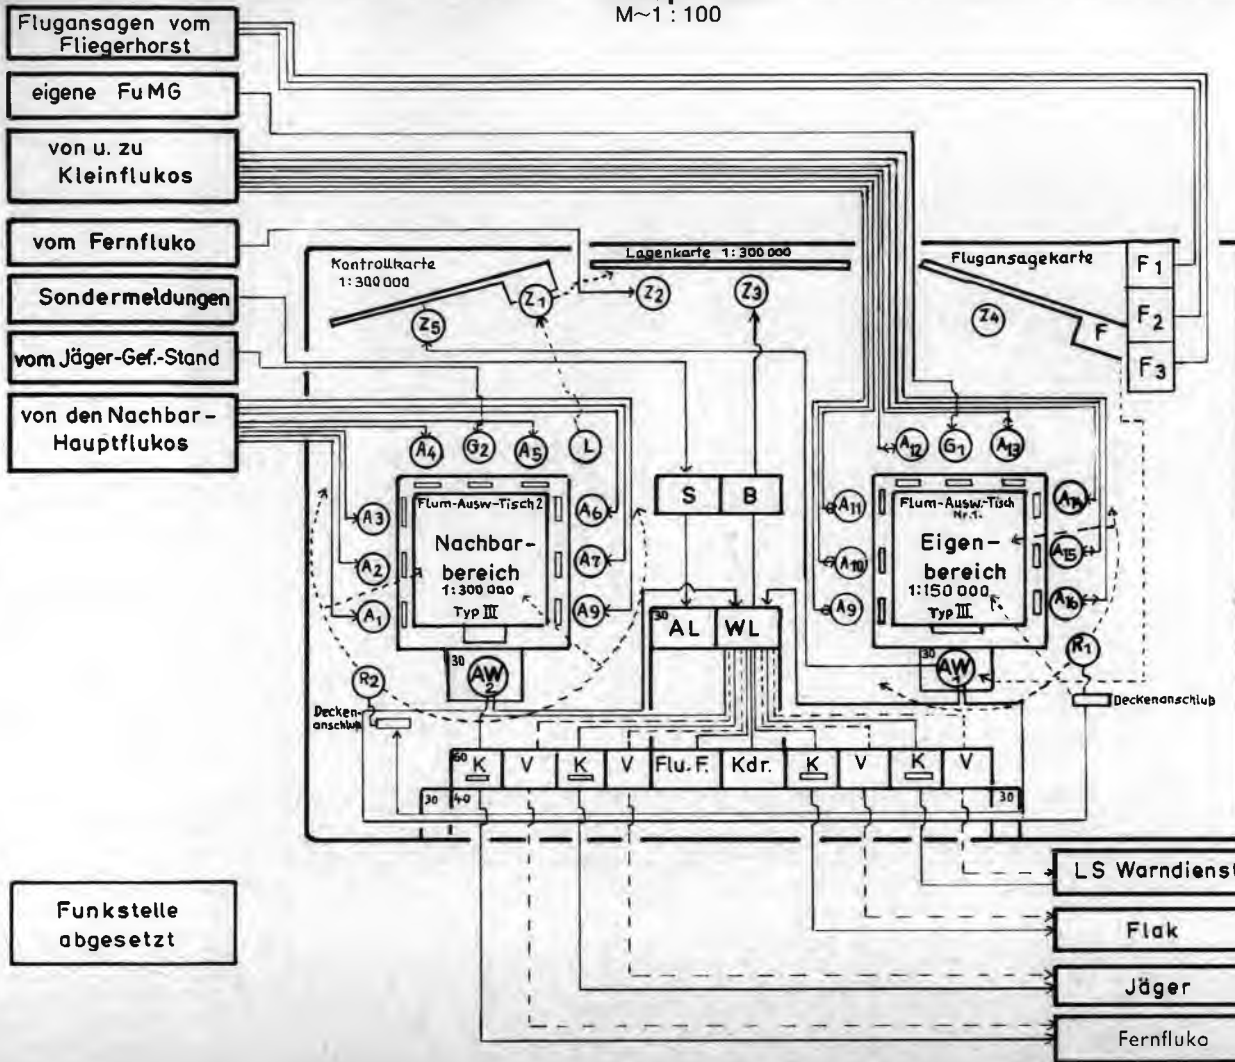 M~1:100
Flugansagen vom
Fliegerhorst
eigene FuMG
von u. zu
Kleinflukos
vom Fernfluko
Sondermeldungen
vom Jäger-Gef.-Stand
von den Nachbar-
Hauptflukos
Kontrollkarte
1:300 000
Lagenkarte 1:300 000
Flugansagekarte
F1
F2
F3
F
Z1
Z2
Z3
Z4
Z5
A4
G2
A5
L
A12
G1
A13
S
B
A3
A2
A1
Flum-Ausw-Tisch 2
Nachbar-
bereich
1:300 000
Typ III
A6
A7
A9
A11
A10
A9
Flum-Ausw.-Tisch
Nr.1.
Eigen-
bereich
1:150 000
Typ III.
A14
A15
A16
30
AL
WL
R2
30
AW
2
30
AW
1
R1
Decken-
anschluß
Deckenanschluß
60
K
V
K
V
Flu.F.
Kdr.
K
V
K
V
30
40
30
LS Warndienst
Flak
Jäger
Fernfluko
Funkstelle
abgesetzt